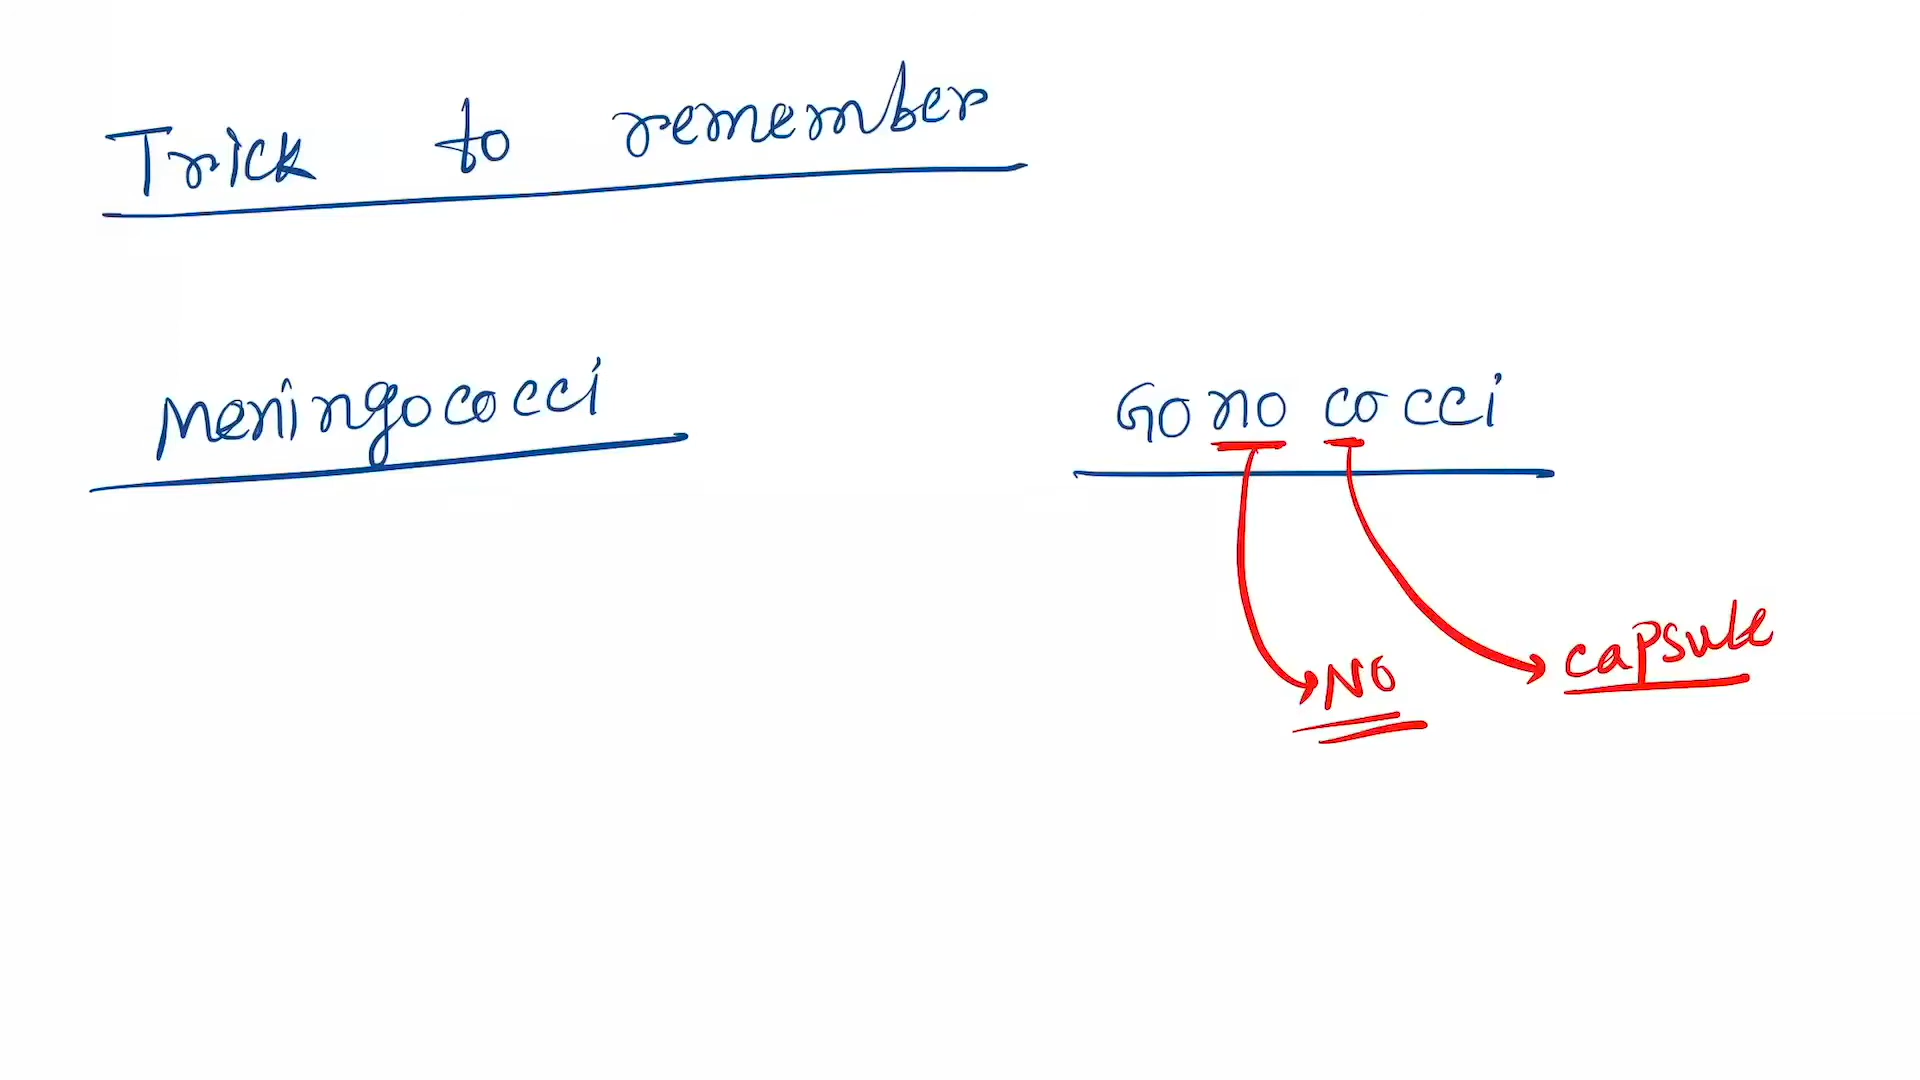 Trick to remember
Meningococci
Gono cocci
NO
capsule